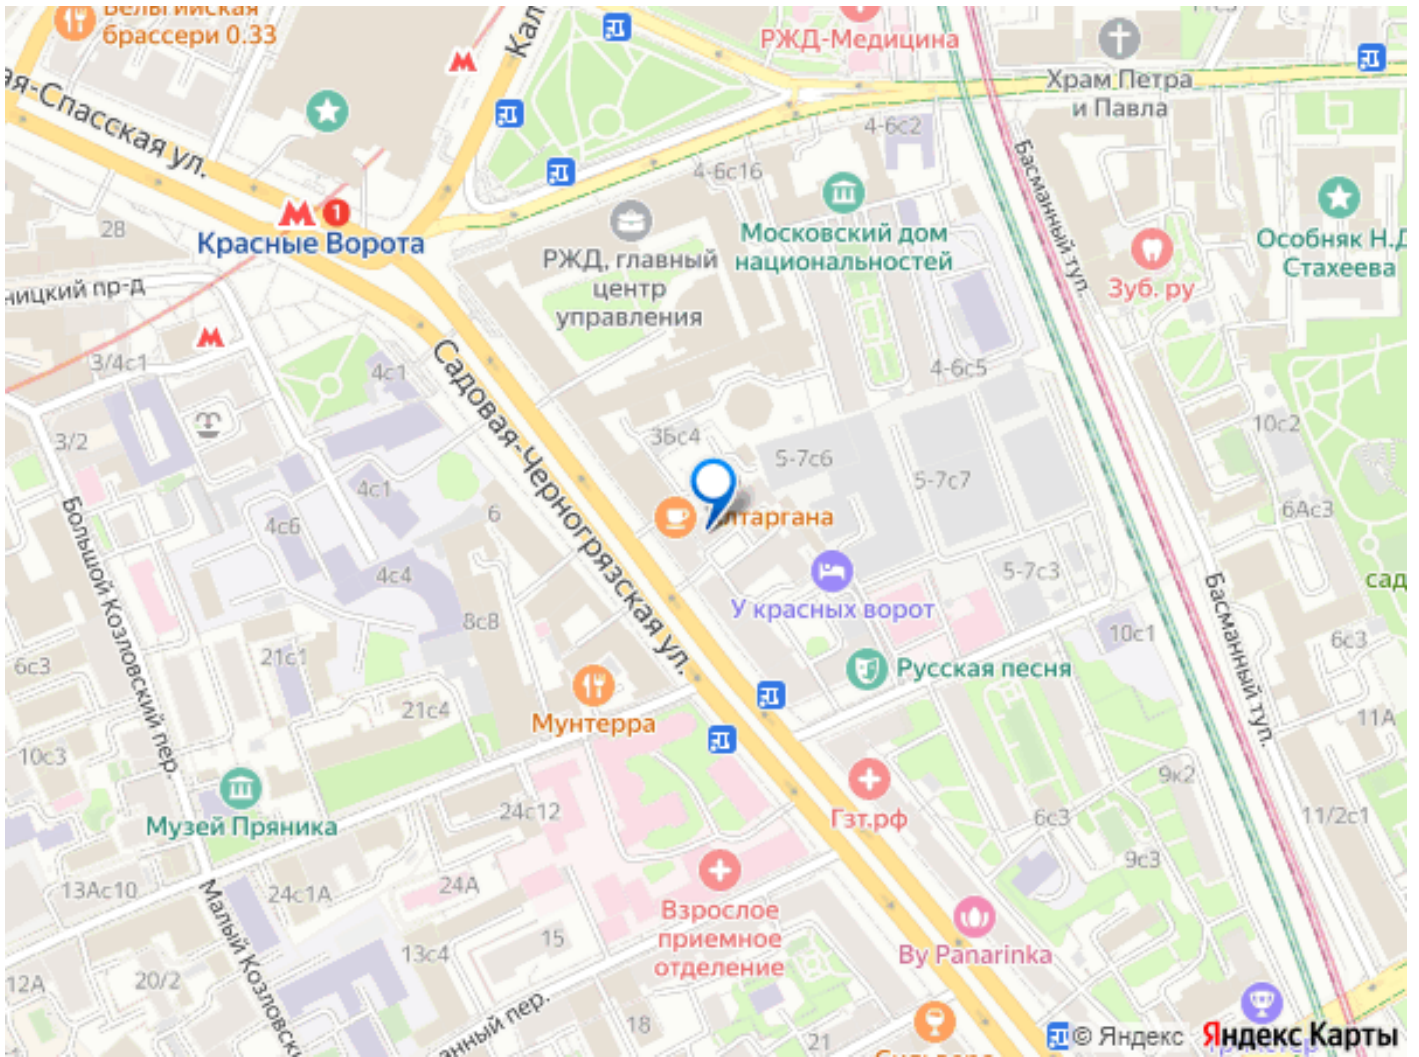 Бельгийская
брассери 0.33
РЖД-Медицина
Храм Петра
и Павла
4-6с2
4-6с16
Басманный туп.
Спасская ул.
28
1
Красные Ворота
РЖД, главный
центр
управления
Московский дом
национальностей
Зуб. ру
Особняк Н.Д
Стахеева
3/4с1
4с1
Садовая-Черногрязская ул.
4-6с5
10с2
3/2
3Бс4
5-7с6
5-7с7
4с1
6
4с6
6Ас3
лтаргана
Большой Козловский пер.
4с4
5-7с3
сад
У красных ворот
8с8
10с1
6с3
Басманный туп.
6с3
21с1
Русская песня
21с4
Мунтерра
11А
10с3
9к2
Музей Пряника
24с12
Гзт.рф
6с3
11/2с1
9с3
13Ас10
24с1А
24А
Взрослое
приемное
отделение
By Panarinka
Малый Козловск
15
13с4
12А
20/2
18
21
© Яндекс
Яндекс Карты